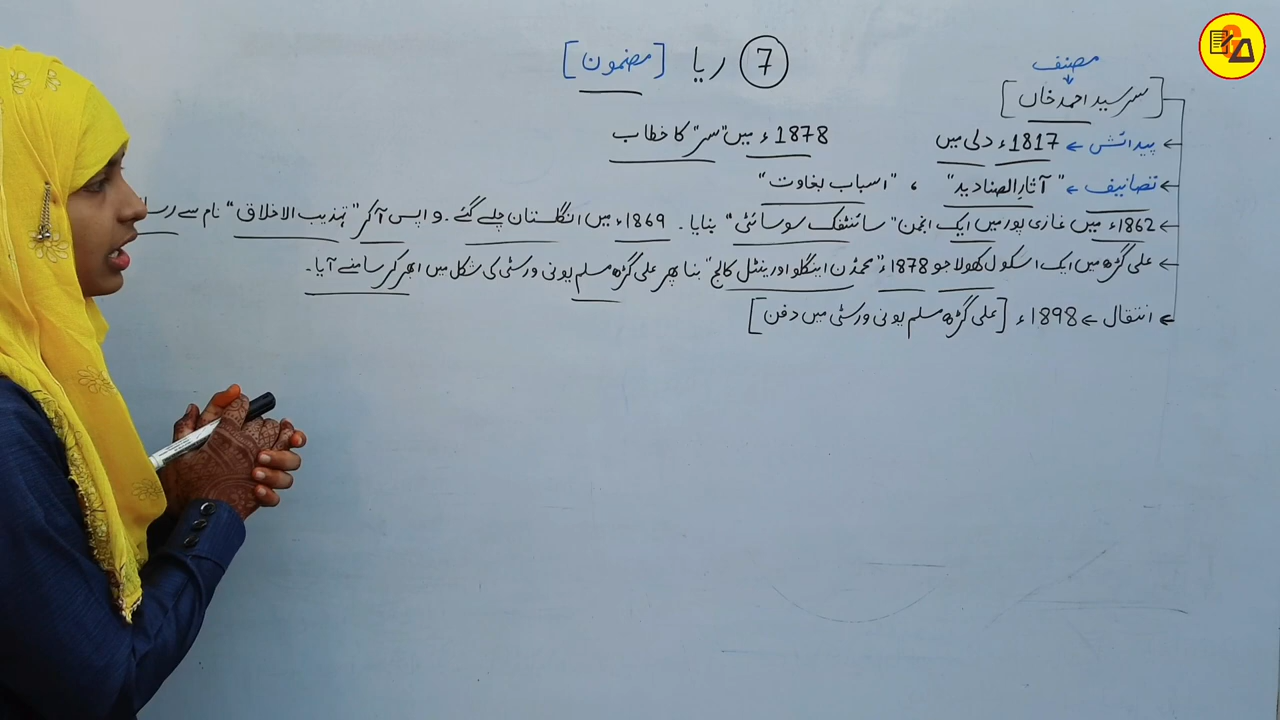 7 ریا [مضمون]
مصنف
[سرسید احمد خاں]
پیدائش ← 1817ء دلی میں
1878ء میں "سر" کا خطاب
تصانیف ← "آثار الصنادید" ، "اسباب بغاوت"
1862ء میں غازی پور میں ایک انجمن "سائنٹفک سوسائٹی" بنایا۔ 1869ء میں انگلستان چلے گئے۔ واپس آکر "تہذیب الاخلاق" نام سے
علی گڑھ میں ایک اسکول کھولا جو 1878ء "محمڈن اینگلو اورینٹل کالج" بنا پھر علی گڑھ مسلم یونی ورسٹی کی شکل میں ابھر کر سامنے آیا۔
انتقال ← 1898ء [علی گڑھ مسلم یونی ورسٹی میں دفن]